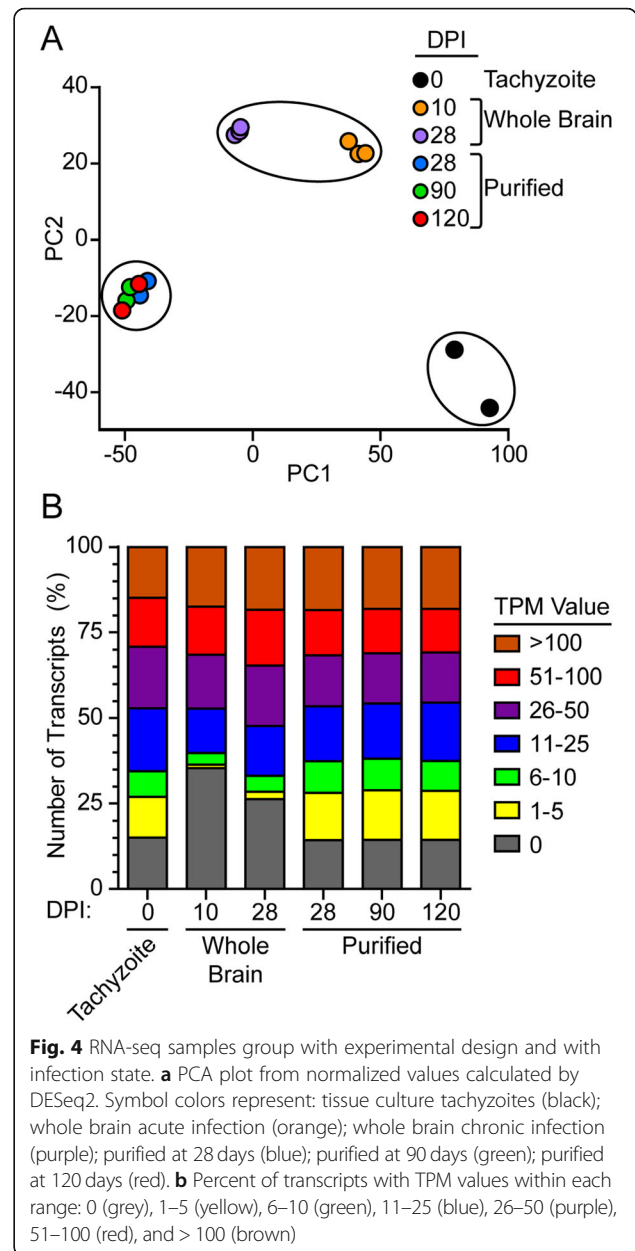 A
DPI
0 Tachyzoite
10
28
Whole Brain
28
90
120
Purified
40
20
0
-20
-40
PC2
-50 0 50 100
PC1
B
100
75
50
25
0
Number of Transcripts (%)
TPM Value
>100
51-100
26-50
11-25
6-10
1-5
0
DPI: 0 10 28 28 90 120
Tachyzoite
Whole
Brain
Purified
Fig. 4 RNA-seq samples group with experimental design and with
infection state. a PCA plot from normalized values calculated by
DESeq2. Symbol colors represent: tissue culture tachyzoites (black);
whole brain acute infection (orange); whole brain chronic infection
(purple); purified at 28 days (blue); purified at 90 days (green); purified
at 120 days (red). b Percent of transcripts with TPM values within each
range: 0 (grey), 1–5 (yellow), 6–10 (green), 11–25 (blue), 26–50 (purple),
51–100 (red), and > 100 (brown)